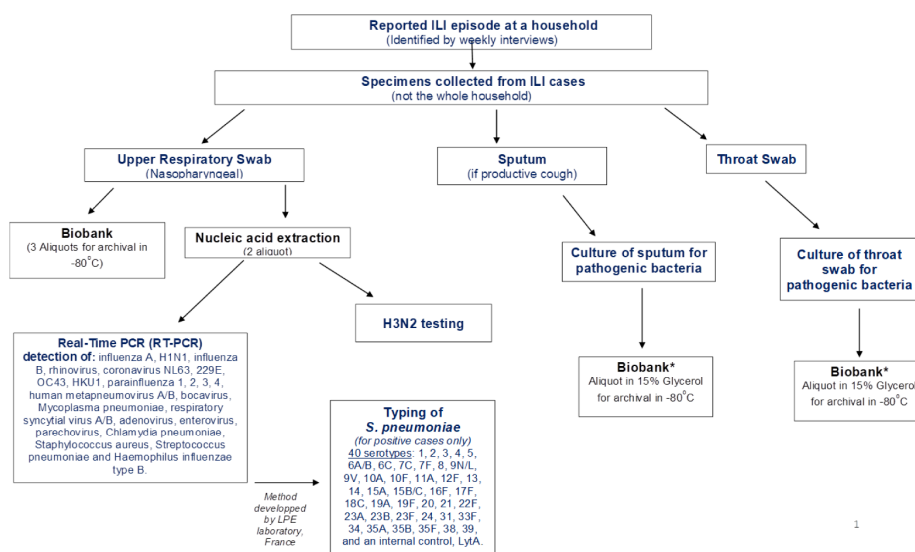 Reported ILI episode at a household
(Identified by weekly interviews)
Specimens collected from ILI cases
(not the whole household)
Upper Respiratory Swab
(Nasopharyngeal)
Sputum
(if productive cough)
Throat Swab
Biobank
(3 Aliquots for archival in
-80°C)
Nucleic acid extraction
(2 aliquot)
Culture of sputum for
pathogenic bacteria
Culture of throat
swab for
pathogenic bacteria
H3N2 testing
Real-Time PCR (RT-PCR)
detection of: influenza A, H1N1, influenza
B, rhinovirus, coronavirus NL63, 229E,
OC43, HKU1, parainfluenza 1, 2, 3, 4,
human metapneumovirus A/B, bocavirus,
Mycoplasma pneumoniae, respiratory
syncytial virus A/B, adenovirus, enterovirus,
parechovirus, Chlamydia pneumoniae,
Staphylococcus aureus, Streptococcus
pneumoniae and Haemophilus influenzae
type B.
Biobank*
Aliquot in 15% Glycerol
for archival in -80°C
Biobank*
Aliquot in 15% Glycerol
for archival in -80°C
Typing of
S. pneumoniae
(for positive cases only)
40 serotypes: 1, 2, 3, 4, 5,
6A/B, 6C, 7C, 7F, 8, 9N/L,
9V, 10A, 10F, 11A, 12F, 13,
14, 15A, 15B/C, 16F, 17F,
18C, 19A, 19F, 20, 21, 22F,
23A, 23B, 23F, 24, 31, 33F,
34, 35A, 35B, 35F, 38, 39,
and an internal control, LytA.
Method
developped
by LPE
laboratory,
France
1